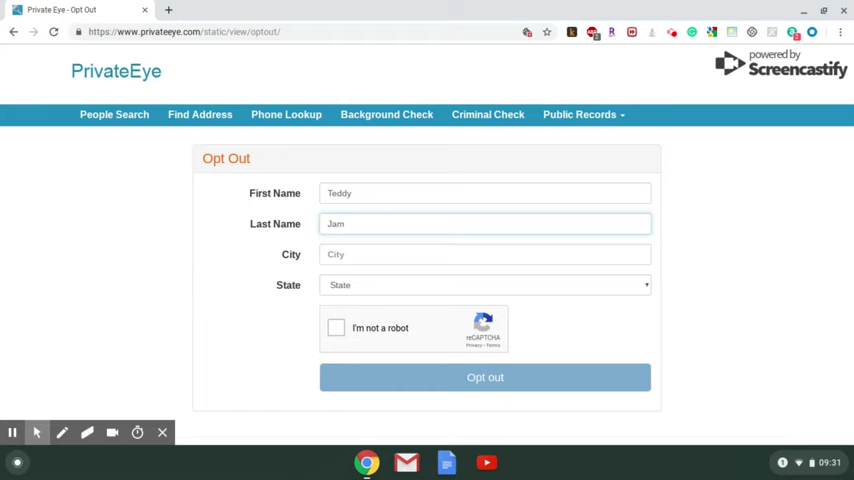 Private Eye - Opt Out
https://www.privateeye.com/static/view/optout/
PrivateEye
powered by
Screencastify
People Search Find Address Phone Lookup Background Check Criminal Check Public Records
Opt Out
First Name Teddy
Last Name Jam
City City
State State
I'm not a robot
reCAPTCHA
Privacy - Terms
Opt out
1 09:31